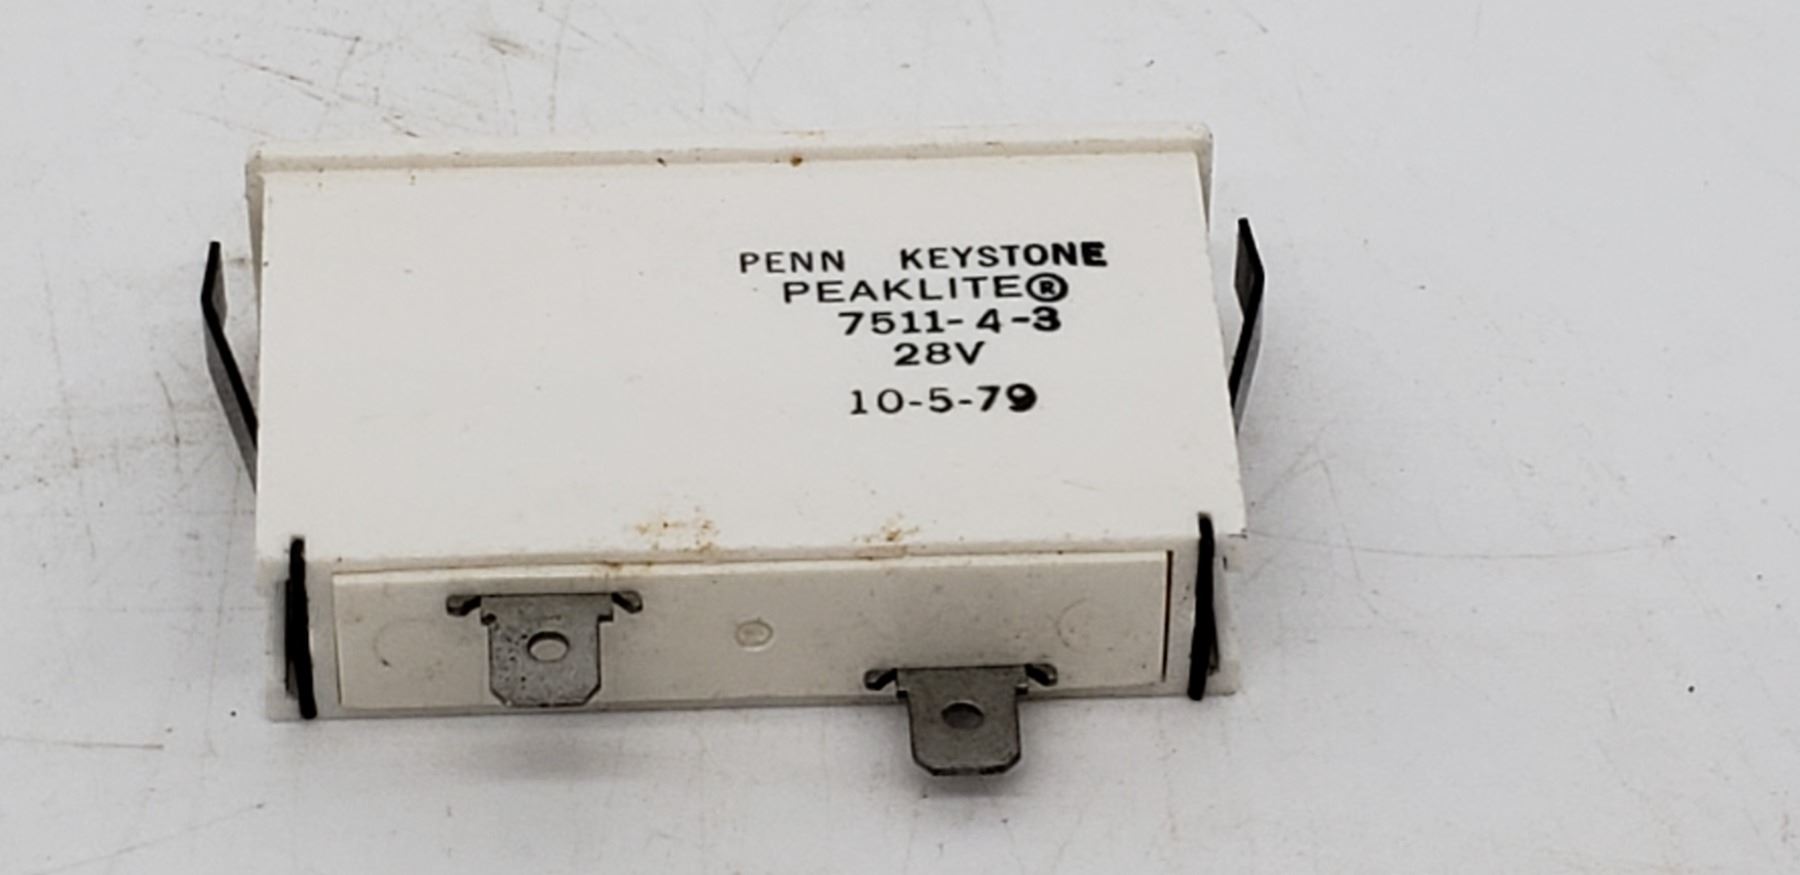 PENN KEYSTONE
PEAKLITE®
7511-4-3
28V
10-5-79